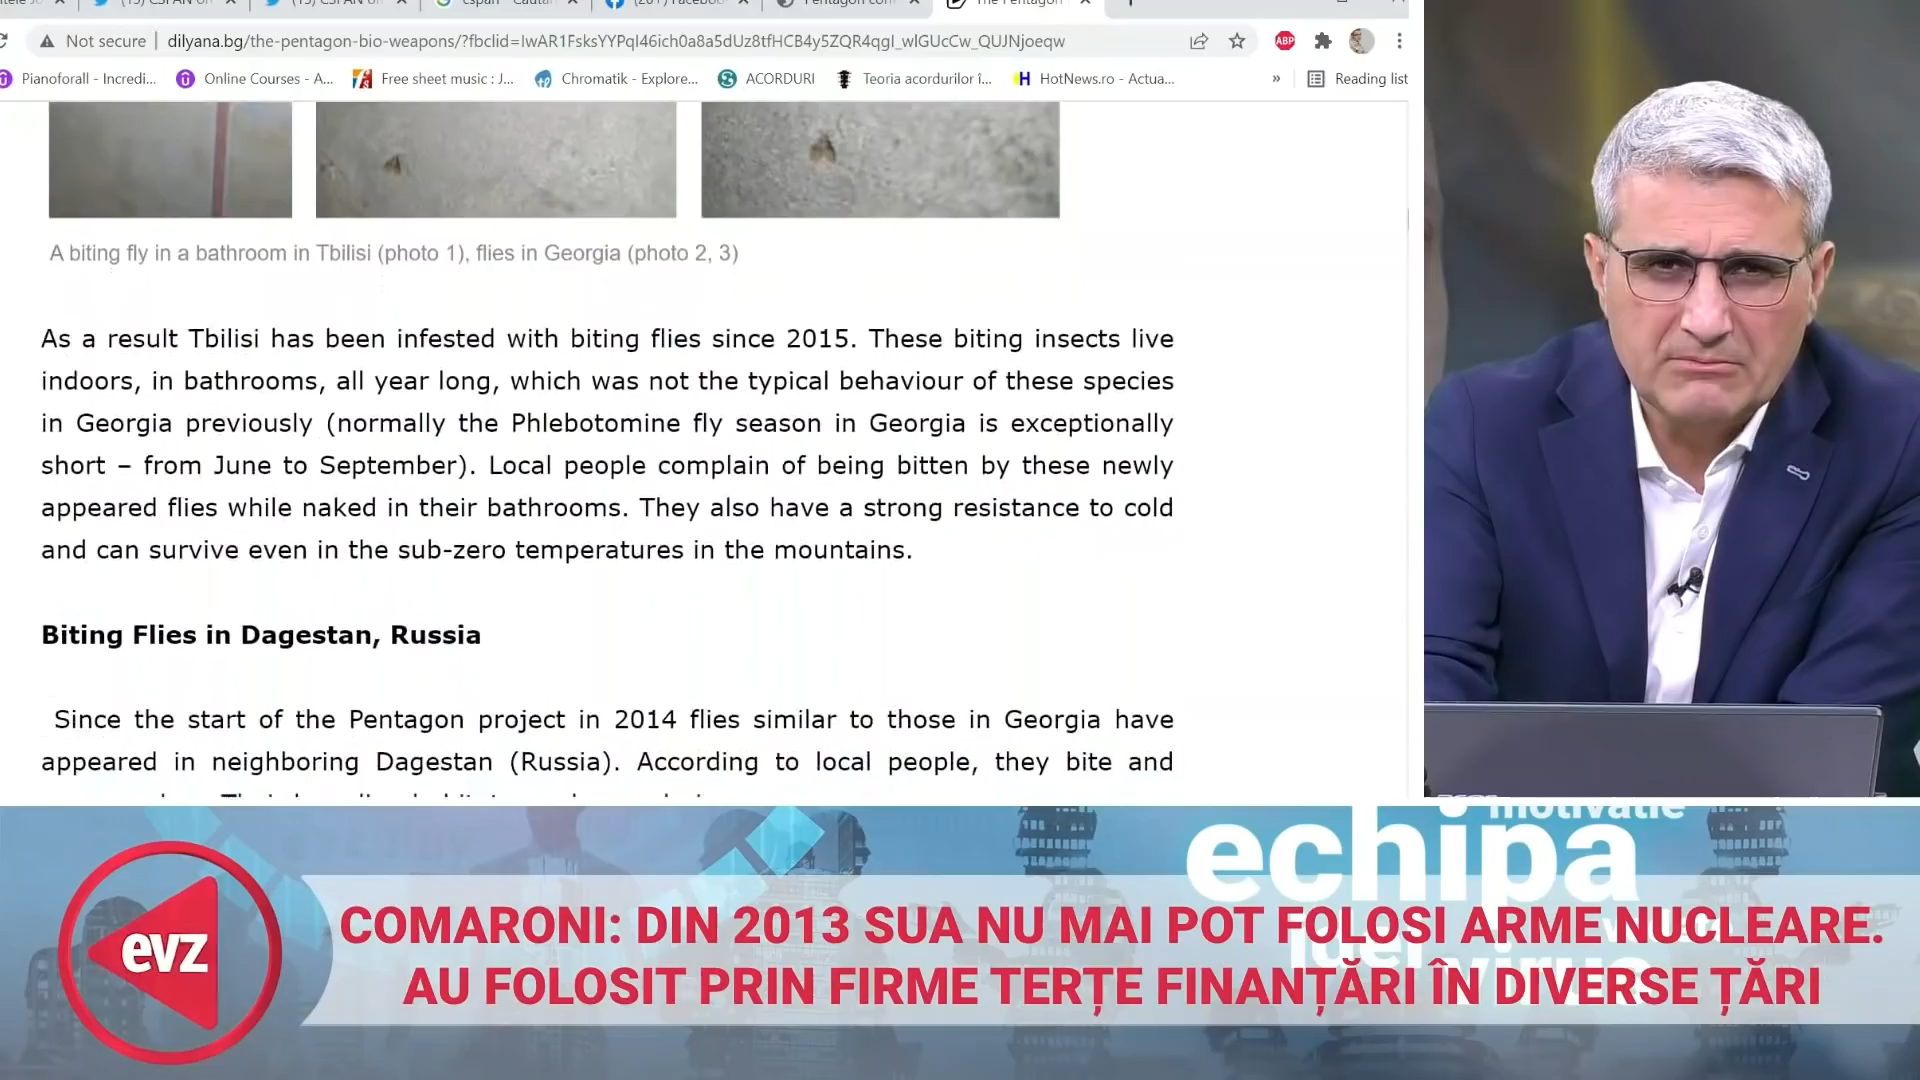 Not secure
dilyana.bg/the-pentagon-bio-weapons/?fbclid=IwAR1FsksYYPqI46ich0a8a5dUz8tfHCB4y5ZQR4qgI_wlGUcCw_QUJNjoeqw
ABP
Pianoforall - Incredi...
Online Courses - A...
Free sheet music : J...
Chromatik - Explore...
ACORDURI
Teoria acordurilor î...
HotNews.ro - Actua...
»
Reading list
A biting fly in a bathroom in Tbilisi (photo 1), flies in Georgia (photo 2, 3)
As a result Tbilisi has been infested with biting flies since 2015. These biting insects live
indoors, in bathrooms, all year long, which was not the typical behaviour of these species
in Georgia previously (normally the Phlebotomine fly season in Georgia is exceptionally
short – from June to September). Local people complain of being bitten by these newly
appeared flies while naked in their bathrooms. They also have a strong resistance to cold
and can survive even in the sub-zero temperatures in the mountains.
Biting Flies in Dagestan, Russia
Since the start of the Pentagon project in 2014 flies similar to those in Georgia have
appeared in neighboring Dagestan (Russia). According to local people, they bite and
motivatie
echipa
evz
COMARONI: DIN 2013 SUA NU MAI POT FOLOSI ARME NUCLEARE.
AU FOLOSIT PRIN FIRME TERȚE FINANȚĂRI ÎN DIVERSE ȚĂRI